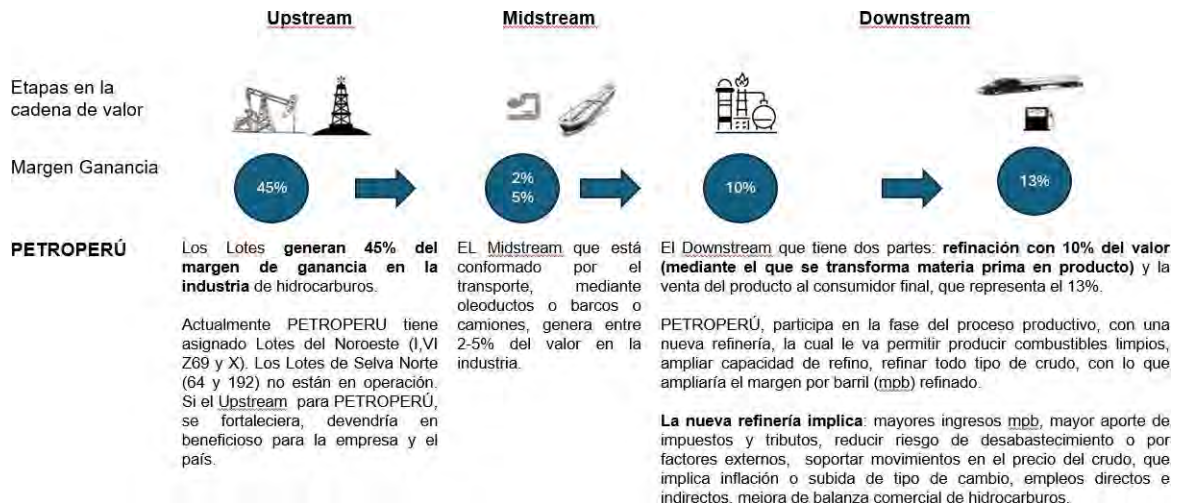 Upstream
Midstream
Downstream
Etapas en la
cadena de valor
Margen Ganancia
45%
2%
5%
10%
13%
PETROPERÚ
Los Lotes generan 45% del
margen de ganancia en la
industria de hidrocarburos.
Actualmente PETROPERU tiene
asignado Lotes del Noroeste (I,VI
Z69 y X). Los Lotes de Selva Norte
(64 y 192) no están en operación.
Si el Upstream para PETROPERÚ,
se fortaleciera, devendría en
beneficioso para la empresa y el
país.
EL Midstream que está
conformado por el
transporte, mediante
oleoductos o barcos o
camiones, genera entre
2-5% del valor en la
industria.
El Downstream que tiene dos partes: refinación con 10% del valor
(mediante el que se transforma materia prima en producto) y la
venta del producto al consumidor final, que representa el 13%.
PETROPERÚ, participa en la fase del proceso productivo, con una
nueva refinería, la cual le va permitir producir combustibles limpios,
ampliar capacidad de refino, refinar todo tipo de crudo, con lo que
ampliaría el margen por barril (mpb) refinado.
La nueva refinería implica: mayores ingresos mpb, mayor aporte de
impuestos y tributos, reducir riesgo de desabastecimiento o por
factores externos, soportar movimientos en el precio del crudo, que
implica inflación o subida de tipo de cambio, empleos directos e
indirectos, mejora de balanza comercial de hidrocarburos.